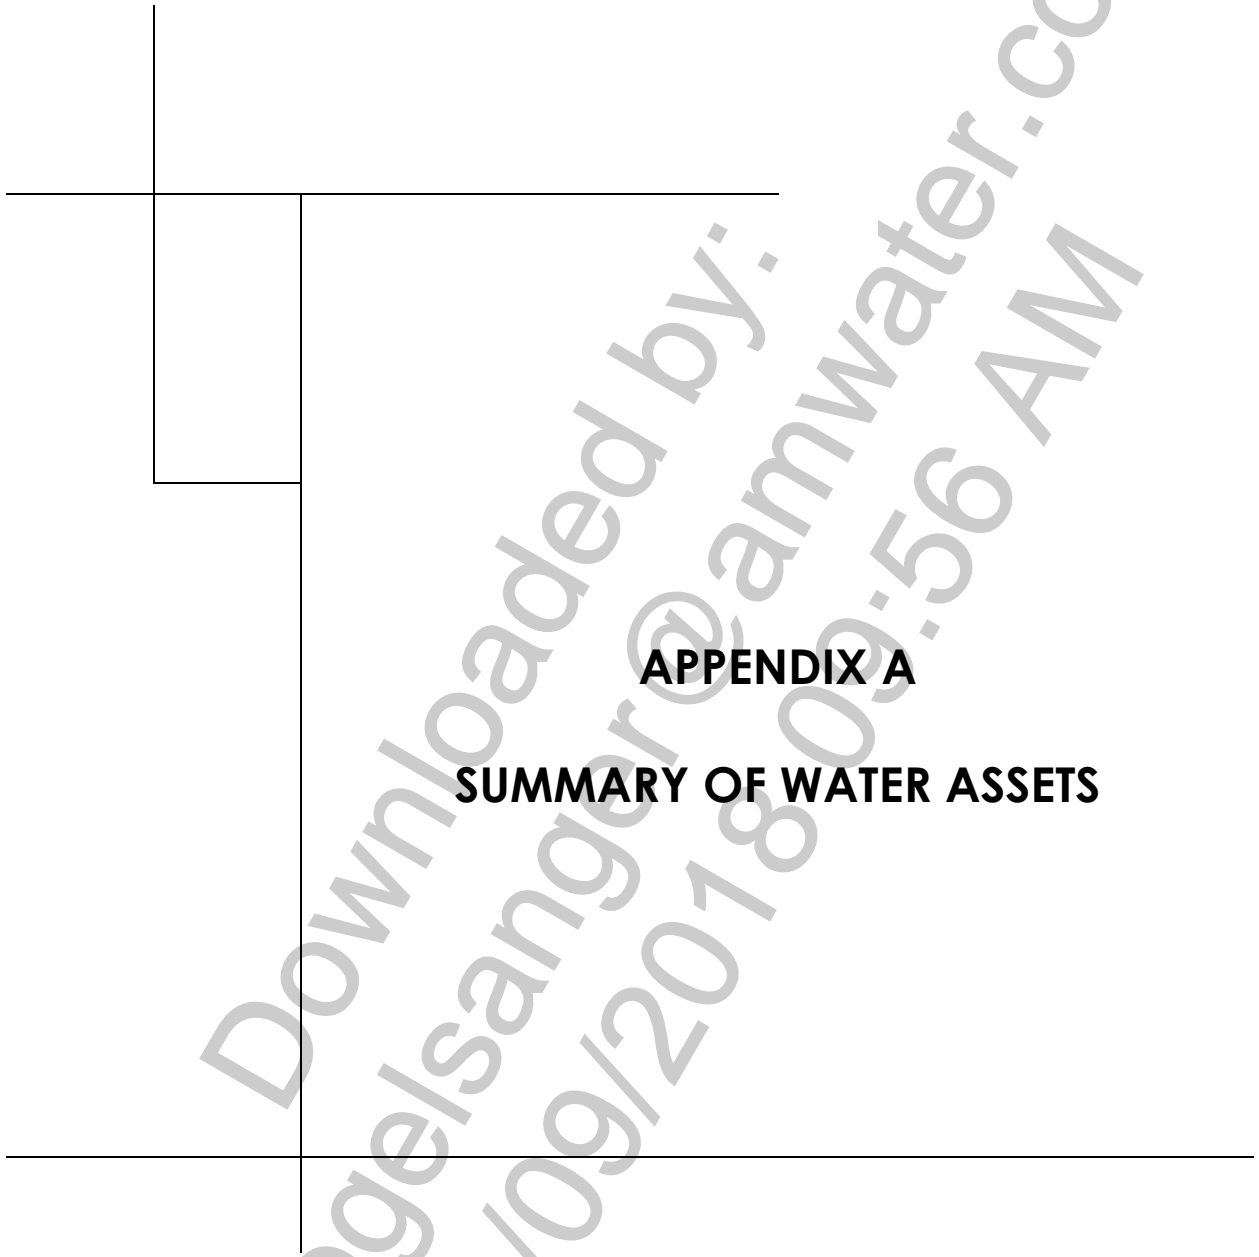 APPENDIX A
SUMMARY OF WATER ASSETS
Downloaded by:
gelsanger@amwater.co
/09/2018 09:56 AM